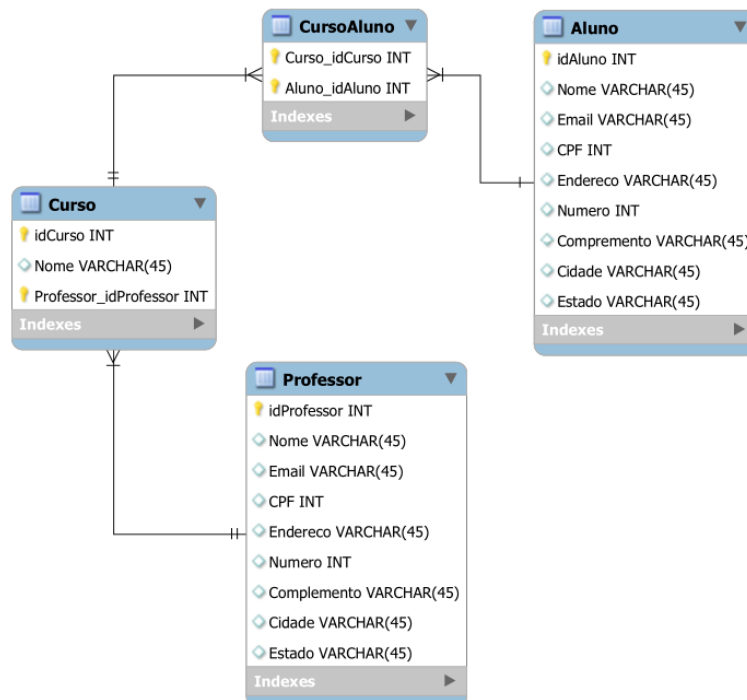 CursoAluno
Curso_idCurso INT
Aluno_idAluno INT
Indexes
Aluno
idAluno INT
Nome VARCHAR(45)
Email VARCHAR(45)
CPF INT
Endereco VARCHAR(45)
Numero INT
Compremento VARCHAR(45)
Cidade VARCHAR(45)
Estado VARCHAR(45)
Indexes
Curso
idCurso INT
Nome VARCHAR(45)
Professor_idProfessor INT
Indexes
Professor
idProfessor INT
Nome VARCHAR(45)
Email VARCHAR(45)
CPF INT
Endereco VARCHAR(45)
Numero INT
Complemento VARCHAR(45)
Cidade VARCHAR(45)
Estado VARCHAR(45)
Indexes